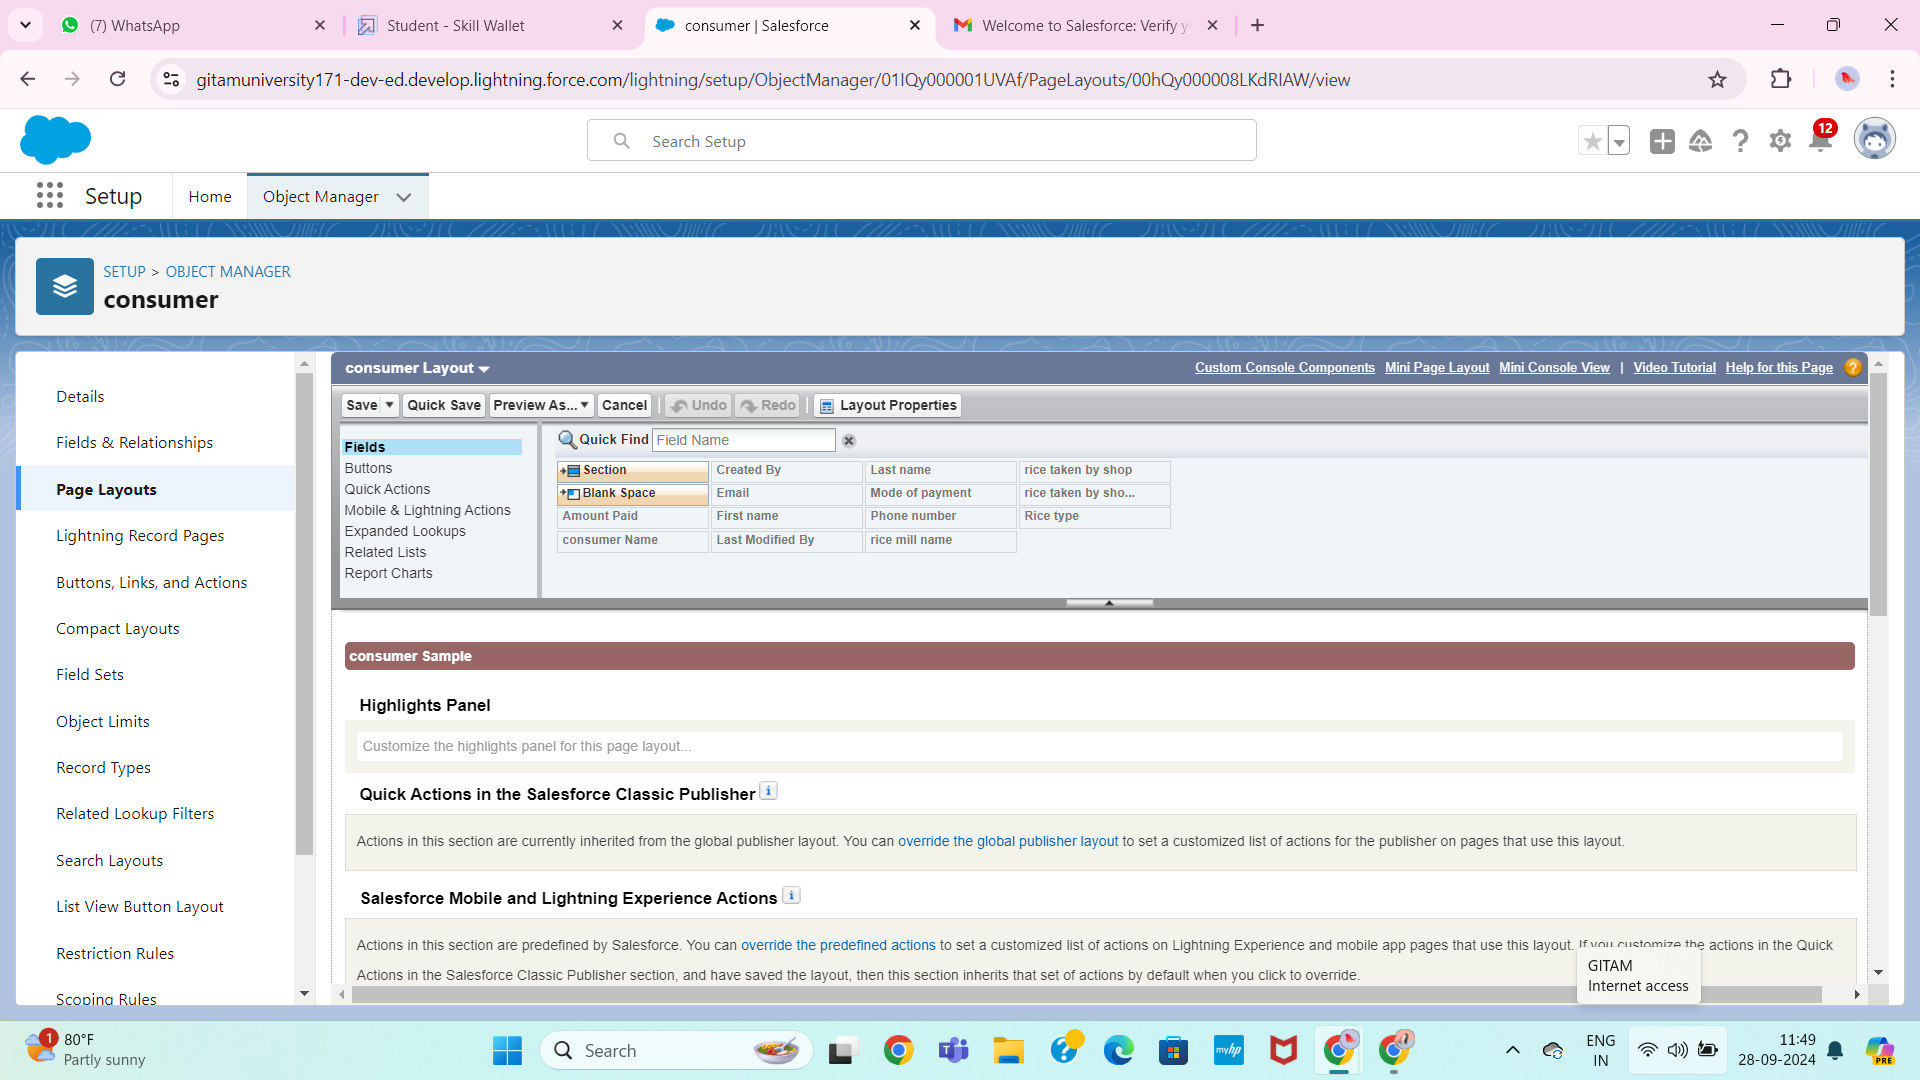 (7) WhatsApp
Student - Skill Wallet
consumer | Salesforce
Welcome to Salesforce: Verify y
gitamuniversity171-dev-ed.develop.lightning.force.com/lightning/setup/ObjectManager/01IQy000001UVAf/PageLayouts/00hQy000008LKdRIAW/view
Search Setup
12
Setup
Home
Object Manager
SETUP > OBJECT MANAGER
consumer
Details
Fields & Relationships
Page Layouts
Lightning Record Pages
Buttons, Links, and Actions
Compact Layouts
Field Sets
Object Limits
Record Types
Related Lookup Filters
Search Layouts
List View Button Layout
Restriction Rules
Scoping Rules
consumer Layout
Custom Console Components Mini Page Layout Mini Console View | Video Tutorial Help for this Page ?
Save Quick Save Preview As... Cancel Undo Redo Layout Properties
Fields
Buttons
Quick Actions
Mobile & Lightning Actions
Expanded Lookups
Related Lists
Report Charts
Quick Find Field Name
Section Created By Last name rice taken by shop
Blank Space Email Mode of payment rice taken by sho...
Amount Paid First name Phone number Rice type
consumer Name Last Modified By rice mill name
consumer Sample
Highlights Panel
Customize the highlights panel for this page layout...
Quick Actions in the Salesforce Classic Publisher i
Actions in this section are currently inherited from the global publisher layout. You can override the global publisher layout to set a customized list of actions for the publisher on pages that use this layout.
Salesforce Mobile and Lightning Experience Actions i
Actions in this section are predefined by Salesforce. You can override the predefined actions to set a customized list of actions on Lightning Experience and mobile app pages that use this layout. If you customize the actions in the Quick
Actions in the Salesforce Classic Publisher section, and have saved the layout, then this section inherits that set of actions by default when you click to override.
GITAM
Internet access
1
80°F
Partly sunny
Search
myhp
ENG
IN
11:49
28-09-2024
PRE